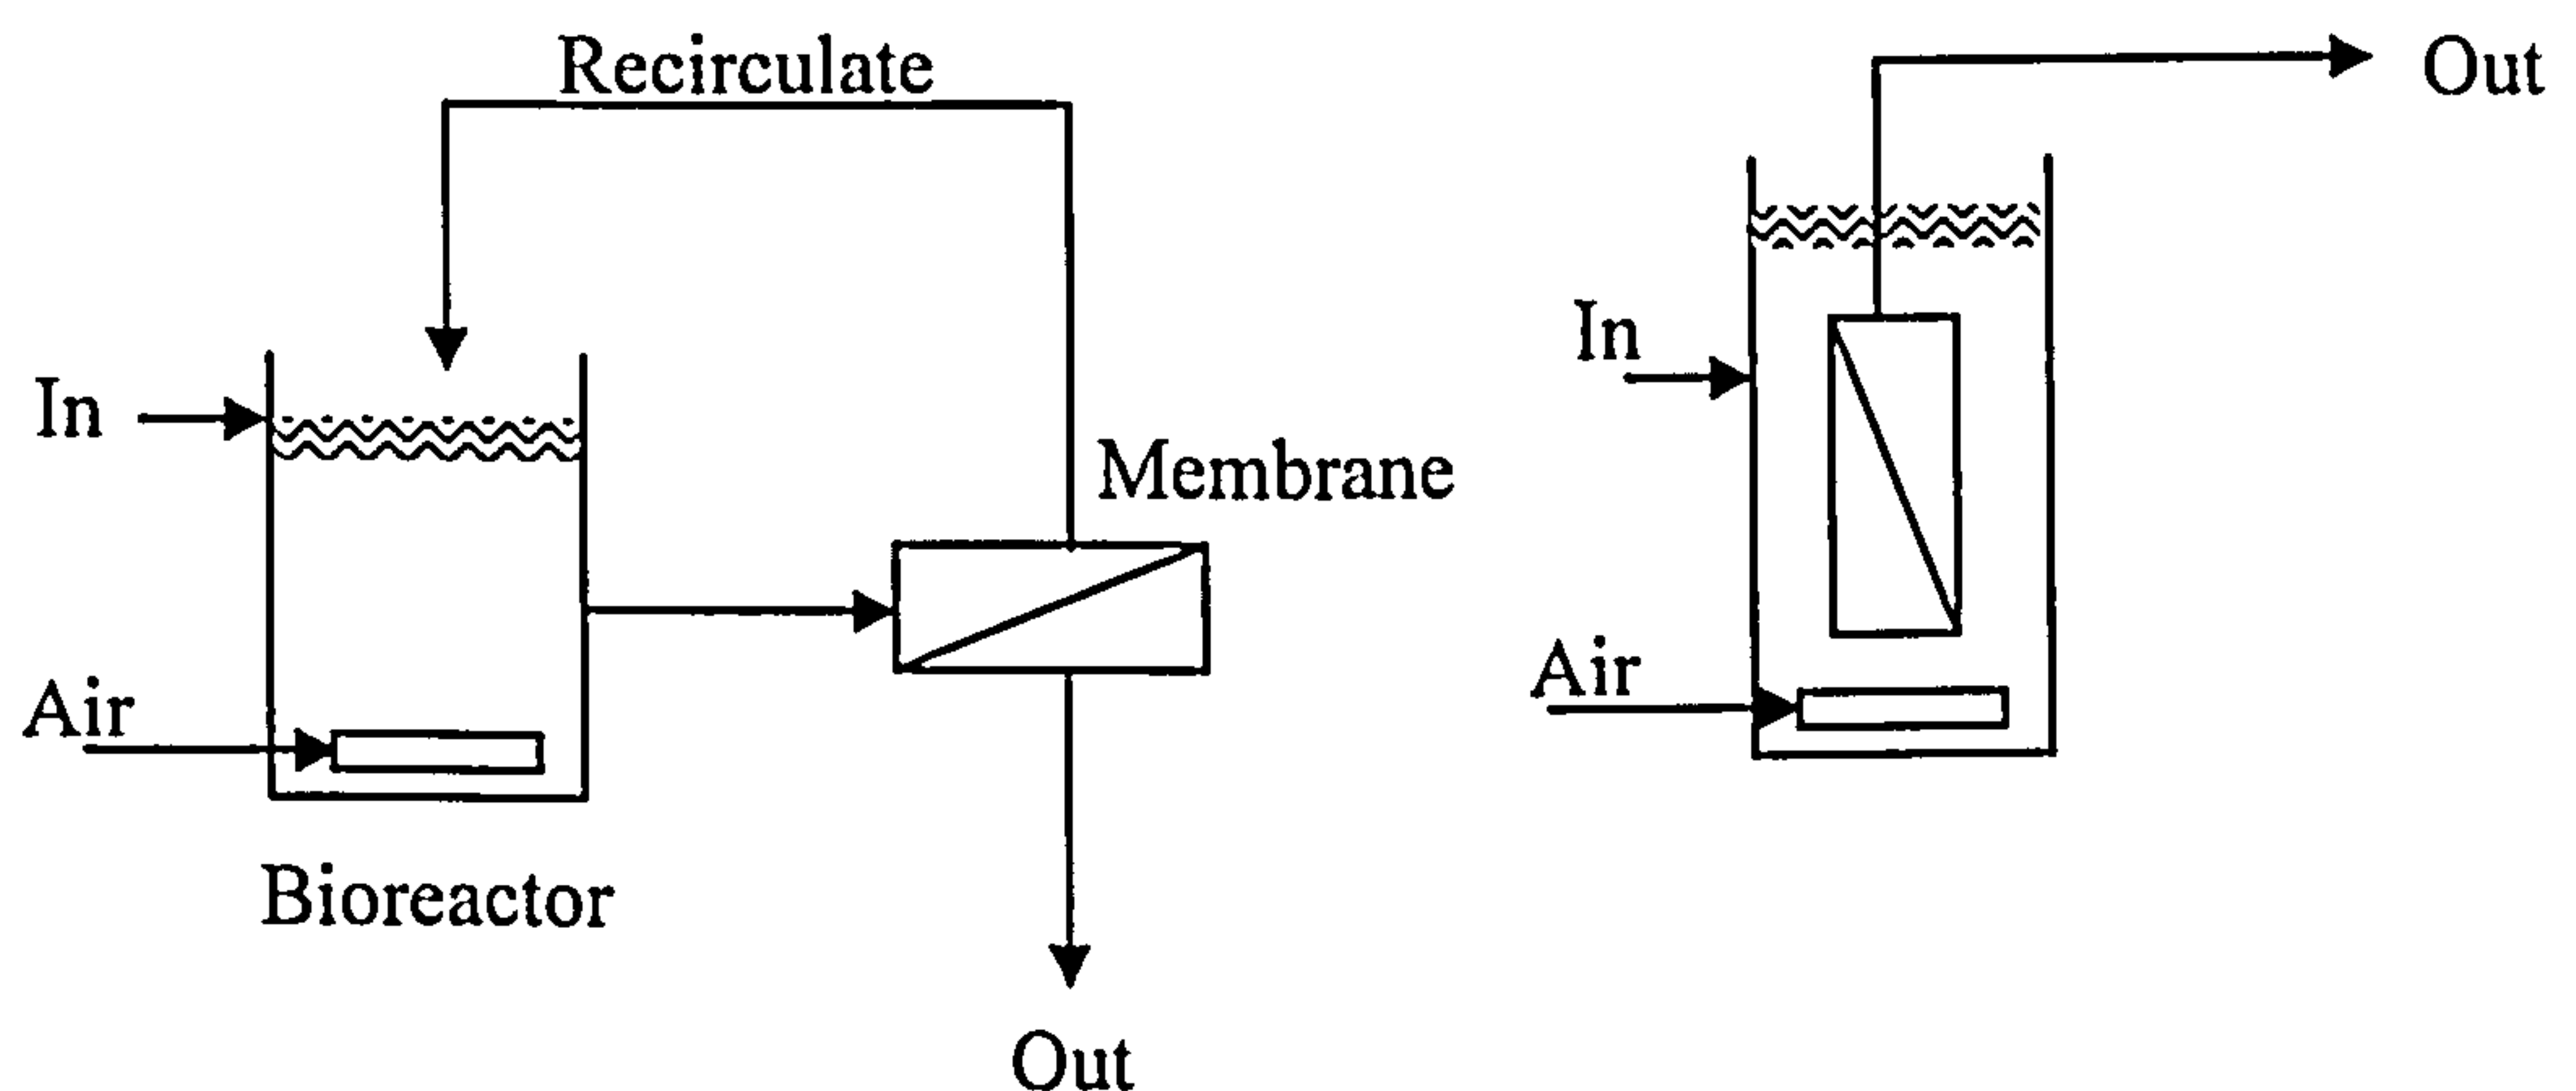 Recirculate
In
Membrane
Air
Bioreactor
Out
Out
In
Air